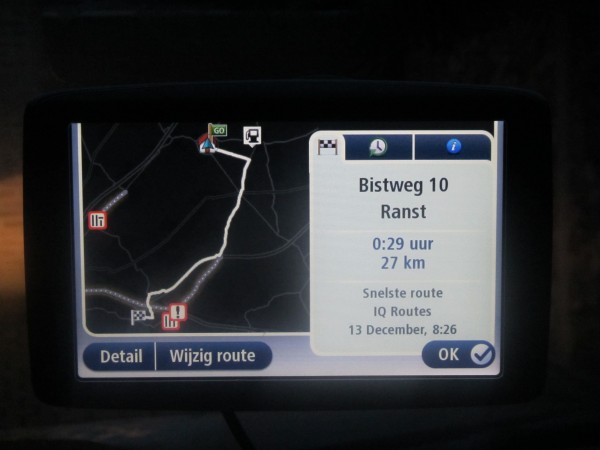 GO
i
Bistweg 10
Ranst
0:29 uur
27 km
Snelste route
IQ Routes
13 December, 8:26
Detail
Wijzig route
OK